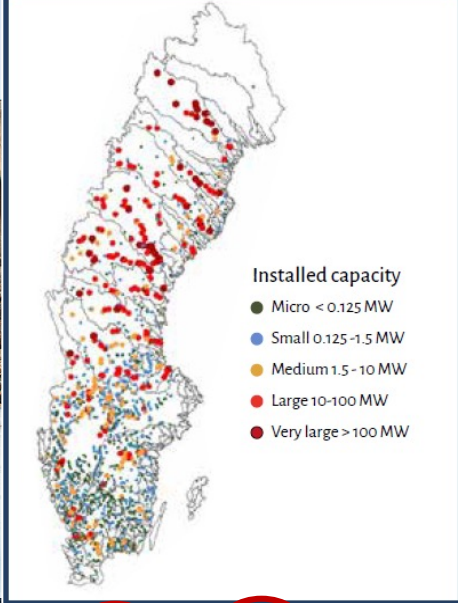 Installed capacity
Micro < 0.125 MW
Small 0.125 -1.5 MW
Medium 1.5 - 10 MW
Large 10-100 MW
Very large > 100 MW